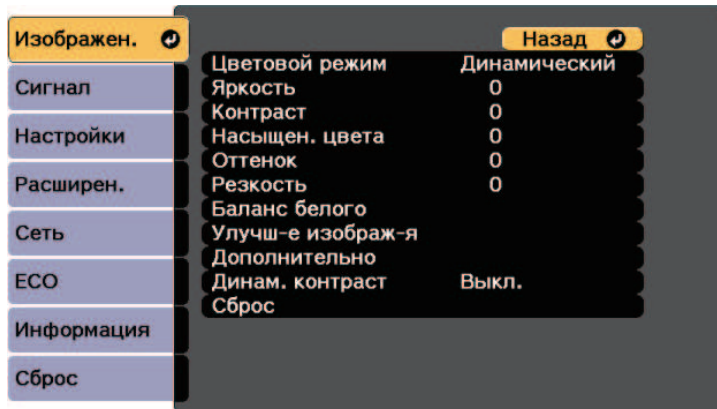 Изображен.
Сигнал
Настройки
Расширен.
Сеть
ECO
Информация
Сброс
Назад
Цветовой режим Динамический
Яркость 0
Контраст 0
Насыщен. цвета 0
Оттенок 0
Резкость 0
Баланс белого
Улучш-е изображ-я
Дополнительно
Динам. контраст Выкл.
Сброс